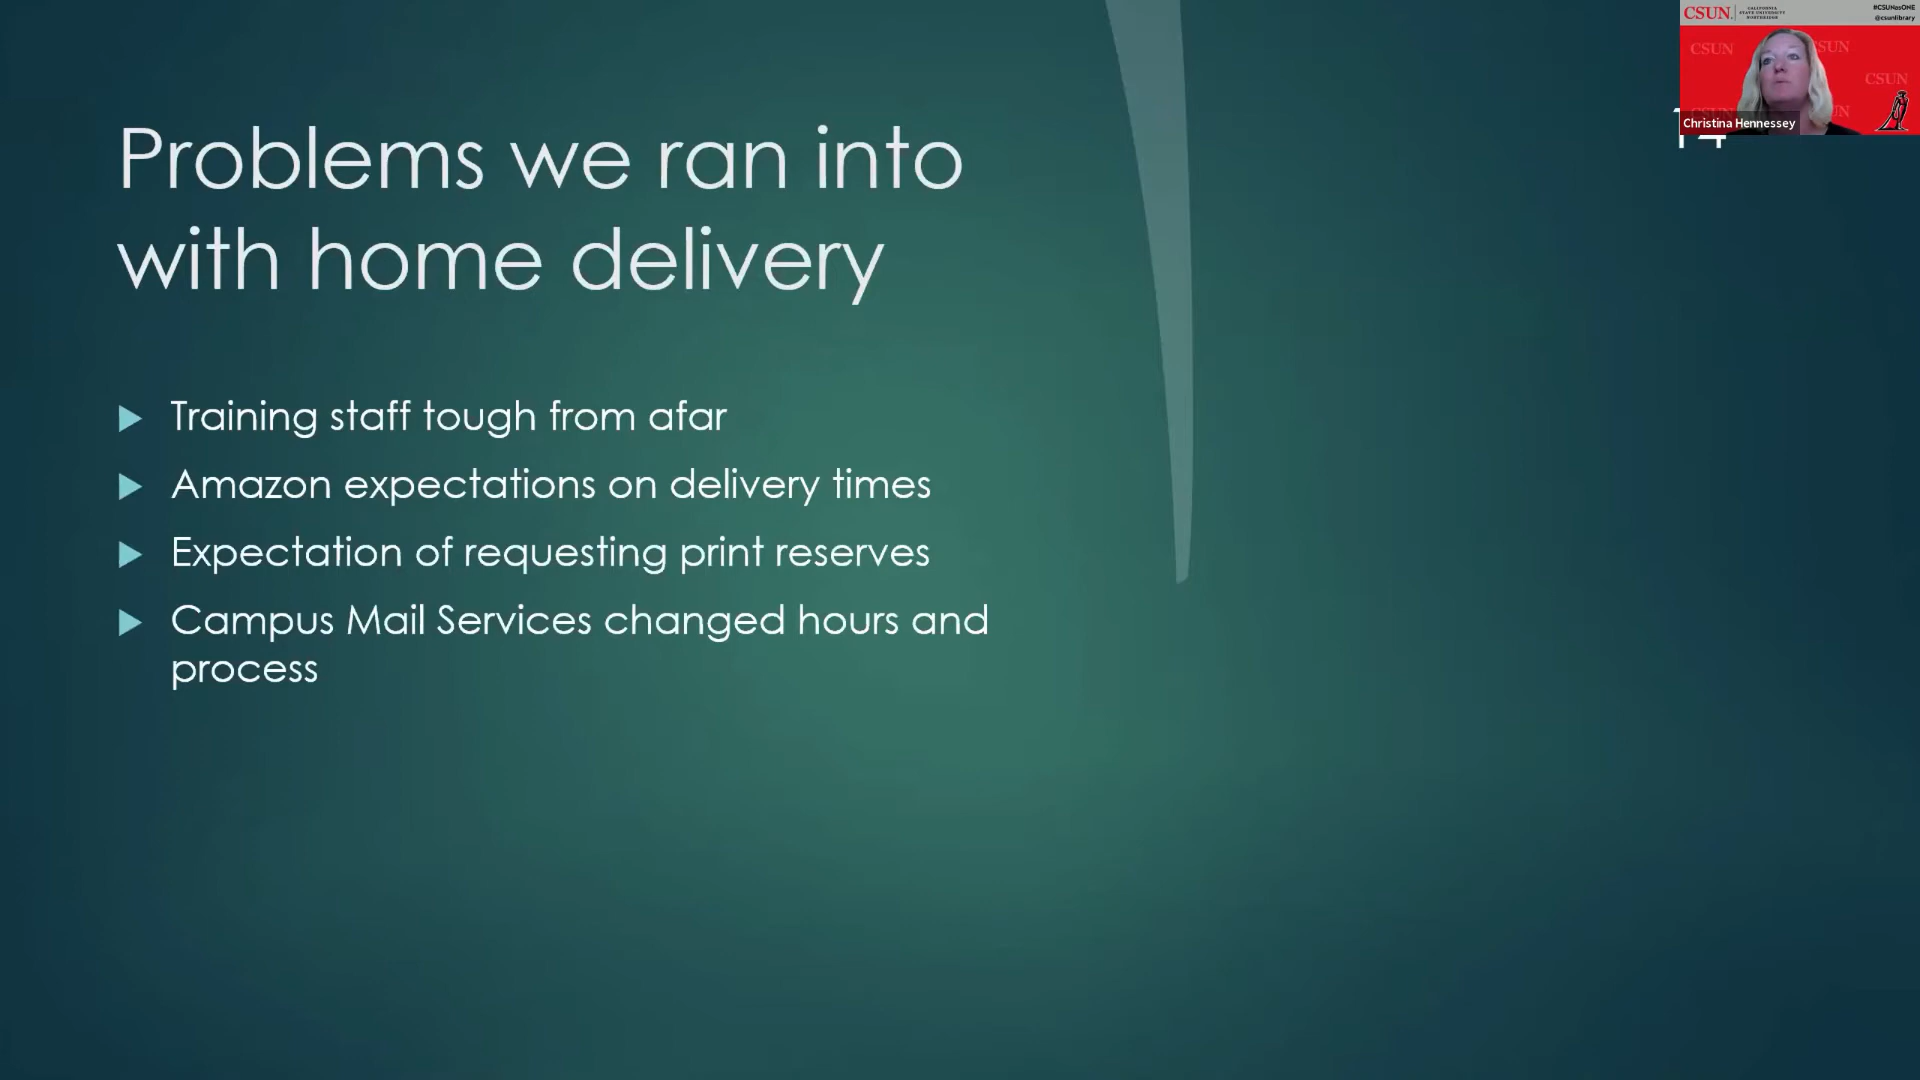 Problems we ran into
with home delivery
Training staff tough from afar
Amazon expectations on delivery times
Expectation of requesting print reserves
Campus Mail Services changed hours and
process
CSUN.
CALIFORNIA
STATE UNIVERSITY
NORTHRIDGE
#CSUNasONE
@csunlibrary
CSUN
CSUN
Christina Hennessey